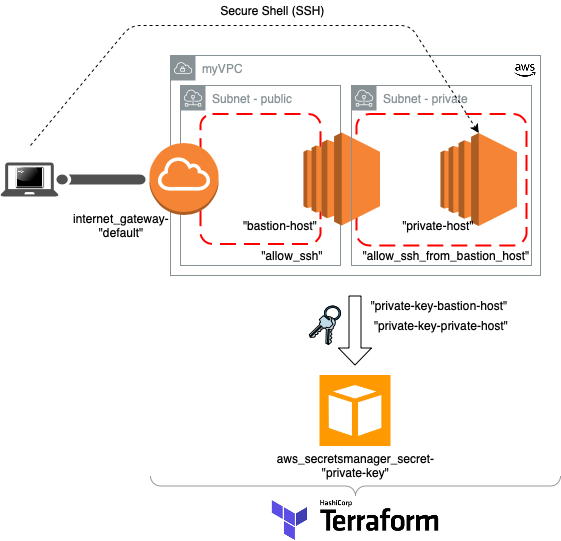 Secure Shell (SSH)
myVPC
aws
Subnet - public
Subnet - private
internet_gateway-
"default"
"bastion-host"
"private-host"
"allow_ssh"
"allow_ssh_from_bastion_host"
"private-key-bastion-host"
"private-key-private-host"
aws_secretsmanager_secret-
"private-key"
HashiCorp
Terraform